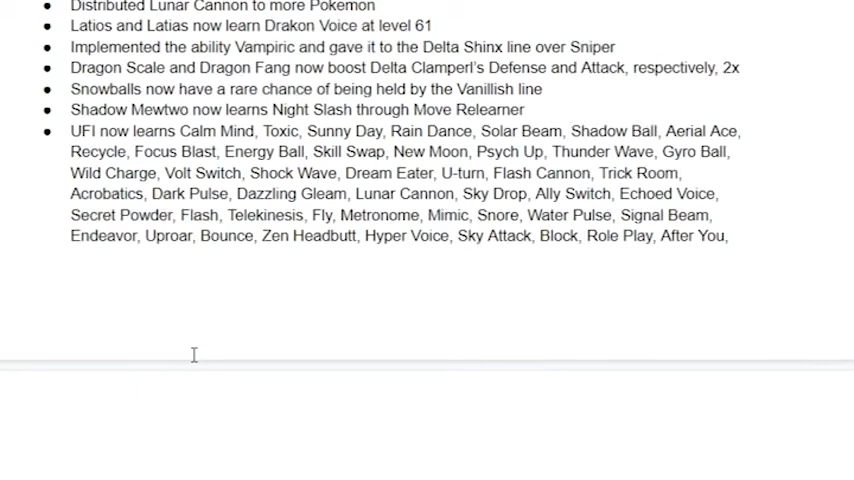 ● Distributed Lunar Cannon to more Pokemon
● Latios and Latias now learn Drakon Voice at level 61
● Implemented the ability Vampiric and gave it to the Delta Shinx line over Sniper
● Dragon Scale and Dragon Fang now boost Delta Clamperl's Defense and Attack, respectively, 2x
● Snowballs now have a rare chance of being held by the Vanillish line
● Shadow Mewtwo now learns Night Slash through Move Relearner
● UFI now learns Calm Mind, Toxic, Sunny Day, Rain Dance, Solar Beam, Shadow Ball, Aerial Ace,
Recycle, Focus Blast, Energy Ball, Skill Swap, New Moon, Psych Up, Thunder Wave, Gyro Ball,
Wild Charge, Volt Switch, Shock Wave, Dream Eater, U-turn, Flash Cannon, Trick Room,
Acrobatics, Dark Pulse, Dazzling Gleam, Lunar Cannon, Sky Drop, Ally Switch, Echoed Voice,
Secret Powder, Flash, Telekinesis, Fly, Metronome, Mimic, Snore, Water Pulse, Signal Beam,
Endeavor, Uproar, Bounce, Zen Headbutt, Hyper Voice, Sky Attack, Block, Role Play, After You,